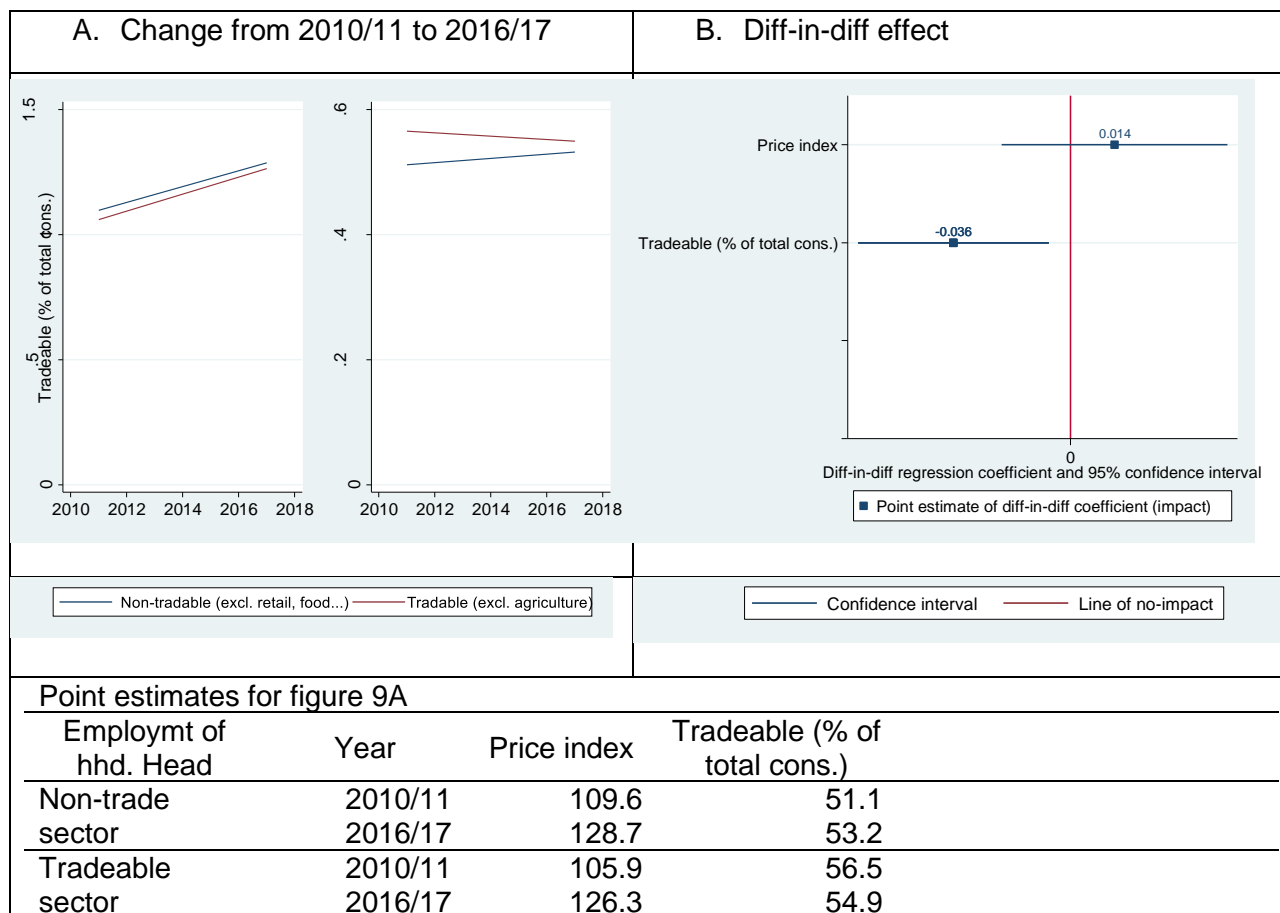 A. Change from 2010/11 to 2016/17
B. Diff-in-diff effect
Tradeable (% of total cons.)
1.5
.5
0
2010 2012 2014 2016 2018
.6
.4
.2
0
2010 2012 2014 2016 2018
Price index
0.014
Tradeable (% of total cons.)
-0.036
0
Diff-in-diff regression coefficient and 95% confidence interval
Point estimate of diff-in-diff coefficient (impact)
Non-tradable (excl. retail, food...) Tradable (excl. agriculture)
Confidence interval Line of no-impact
Point estimates for figure 9A
Employmt of hhd. Head Year Price index Tradeable (% of total cons.)
Non-trade 2010/11 109.6 51.1
sector 2016/17 128.7 53.2
Tradeable 2010/11 105.9 56.5
sector 2016/17 126.3 54.9